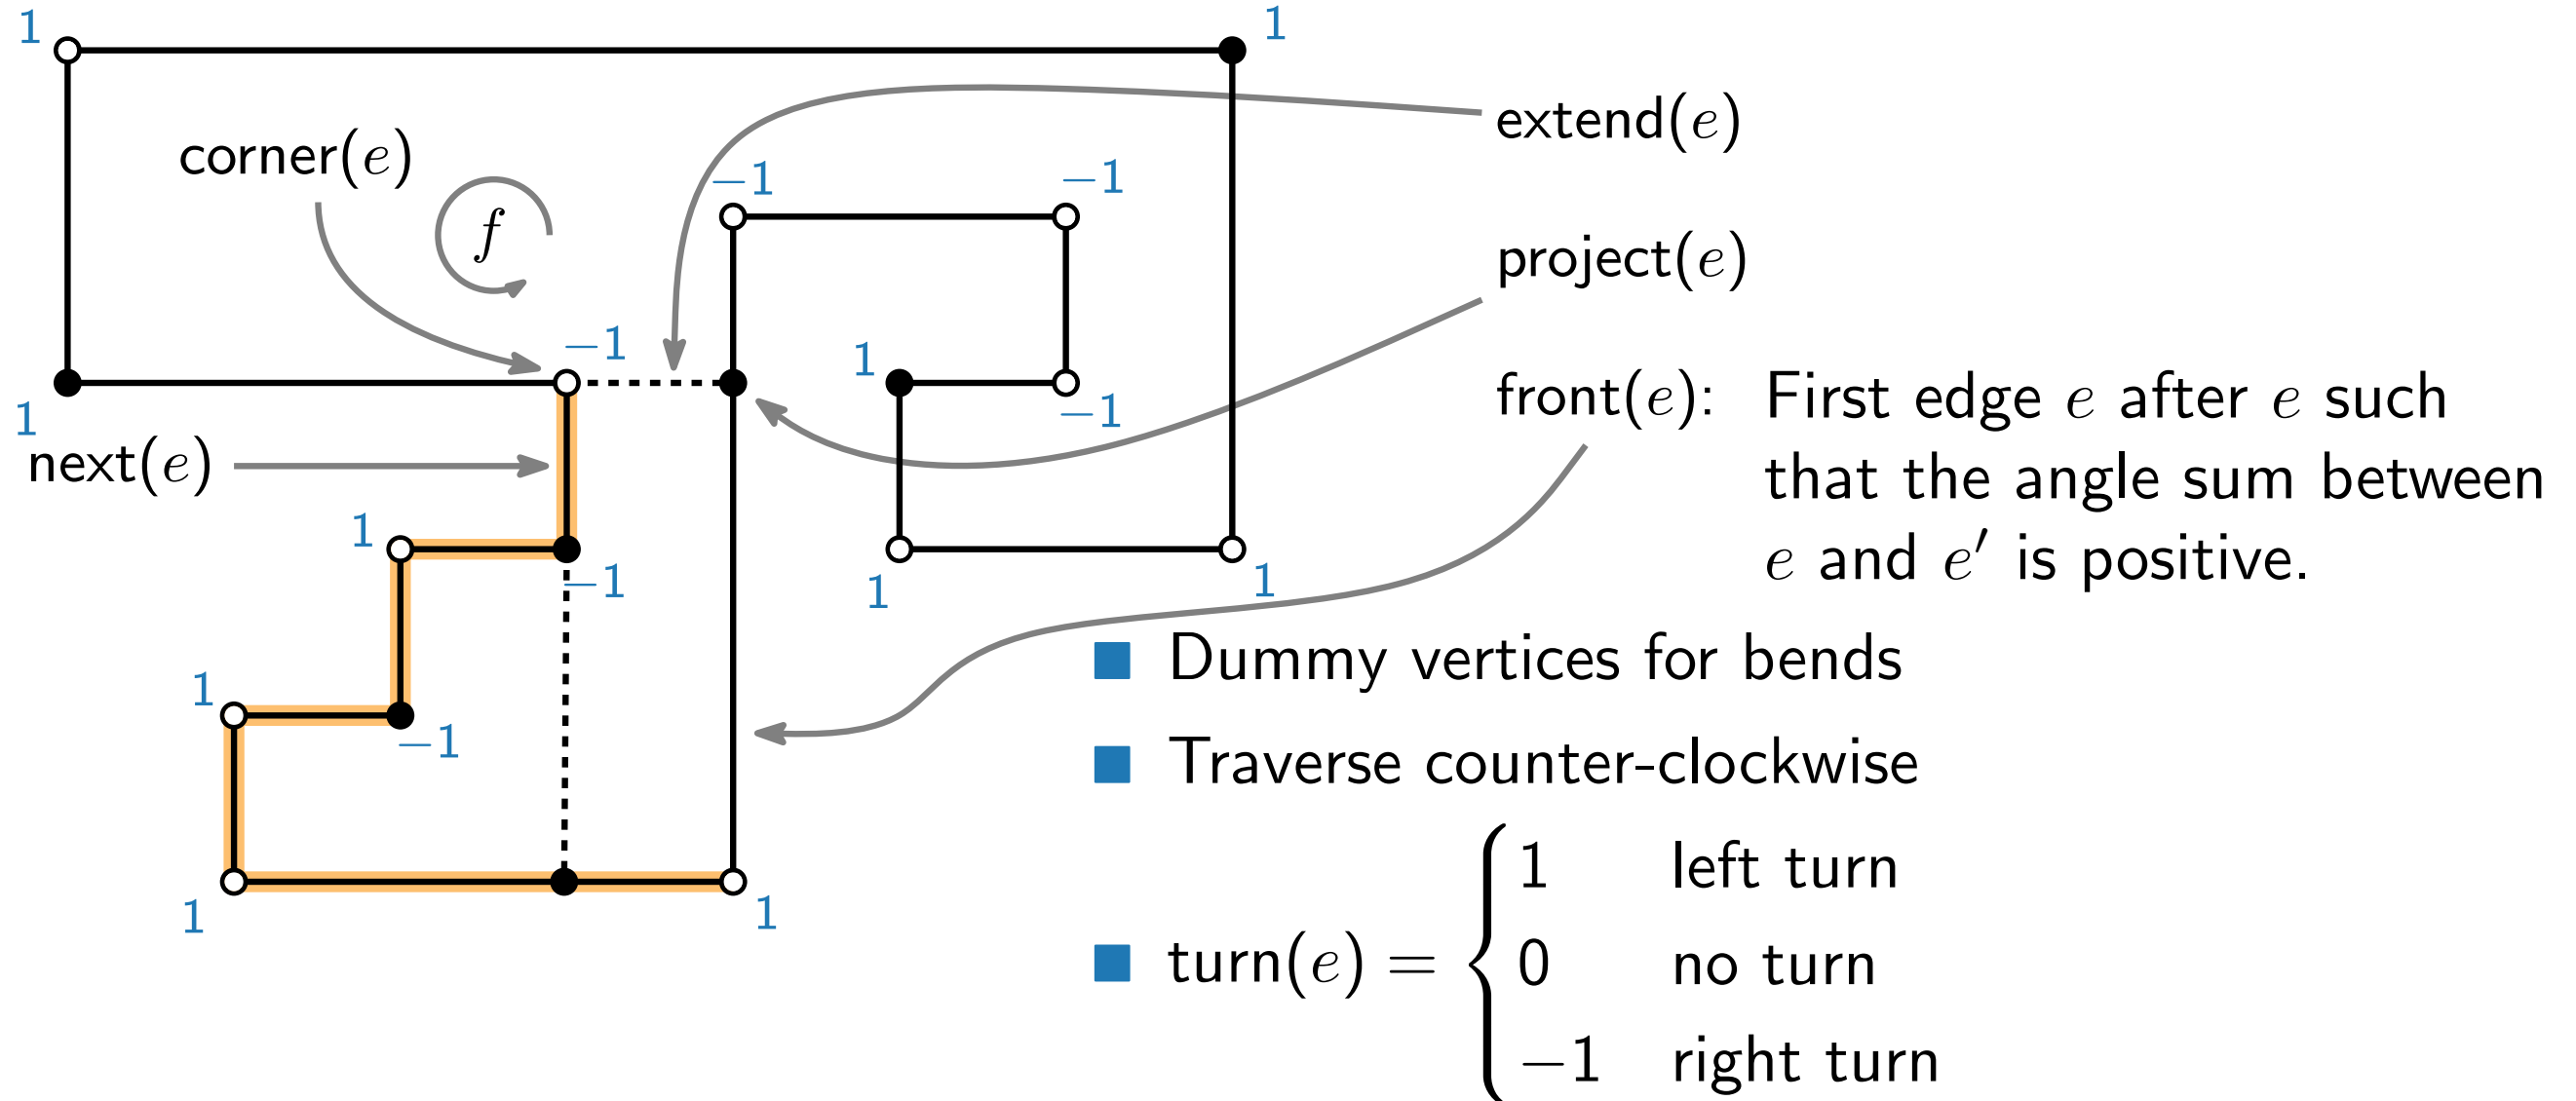 1
1
extend(e)
corner(e)
f
−1
−1
project(e)
−1
1
1
−1
front(e): First edge e after e such
that the angle sum between
e and e′ is positive.
next(e)
1
−1
1
1
1
−1
Dummy vertices for bends
Traverse counter-clockwise
1
1
turn(e) = { 1 left turn
0 no turn
−1 right turn